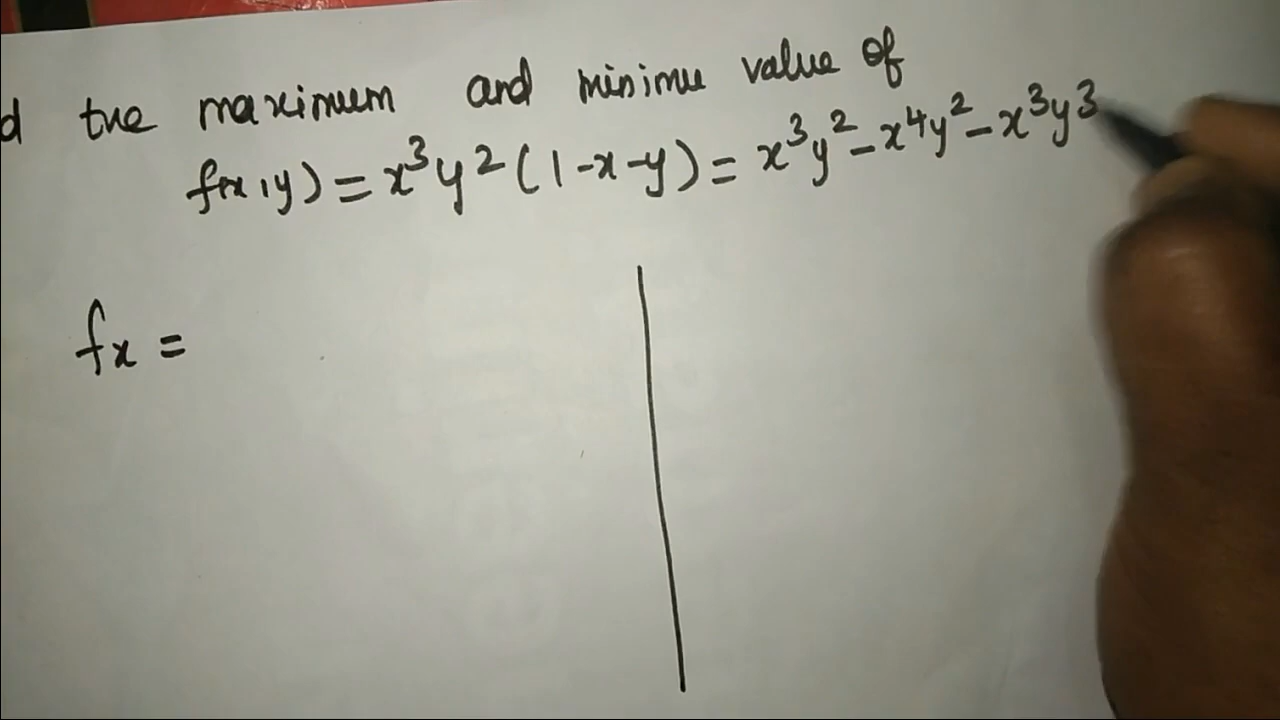 d the maximum and minimu value of
f(x,y) = x³y²(1-x-y) = x³y² - x⁴y² - x³y³
fx =